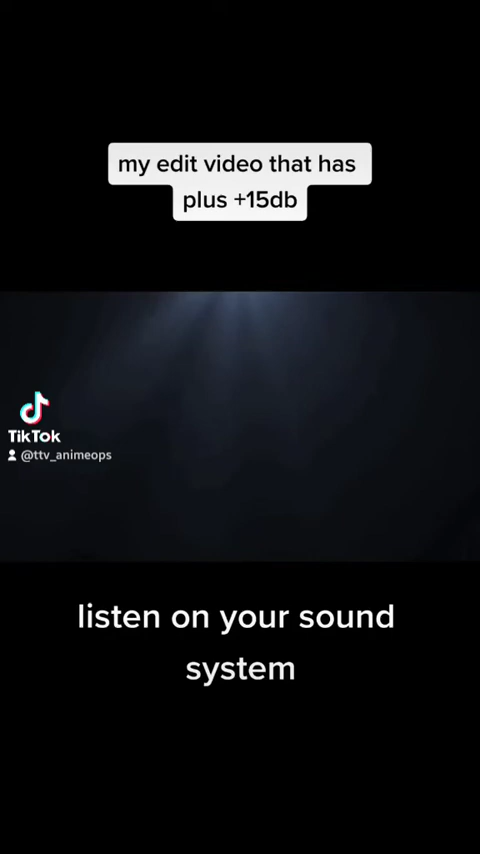 my edit video that has
plus +15db
TikTok
@ttv_animeops
listen on your sound
system